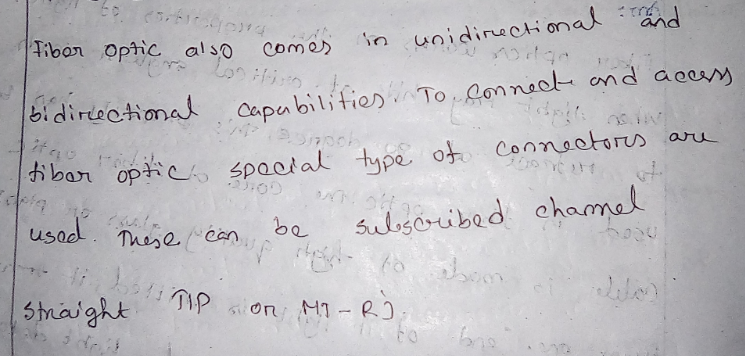 fiber optic also comes in unidirectional and
bidirectional capabilities. To connect and access
fiber optic special type of connectors are
used. These can be subscribed channel
straight TIP or MT-RJ